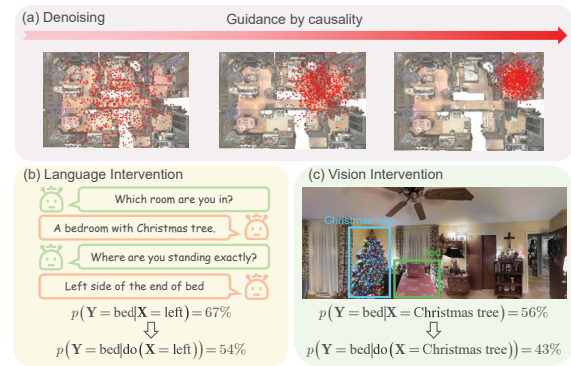 (a) Denoising
Guidance by causality
(b) Language Intervention
Which room are you in?
A bedroom with Christmas tree.
Where are you standing exactly?
Left side of the end of bed
p(Y = bed|X = left) = 67%
p(Y = bed|do(X = left)) = 54%
(c) Vision Intervention
Christmas tree
p(Y = bed|X = Christmas tree) = 56%
p(Y = bed|do(X = Christmas tree)) = 43%